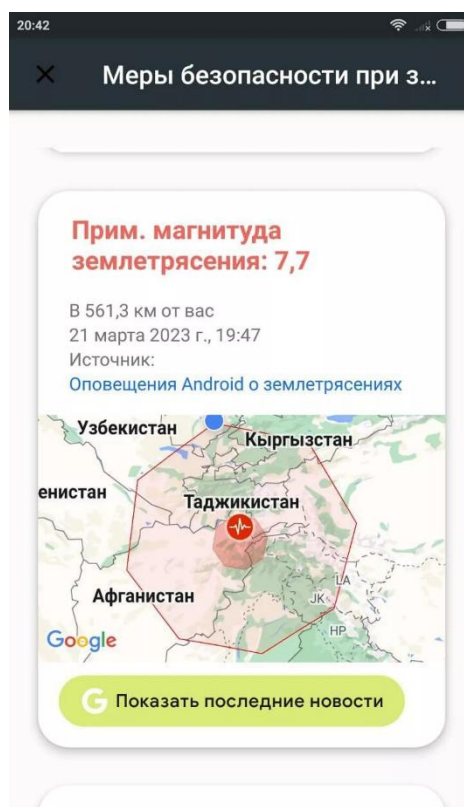 20:42
Меры безопасности при з...
Прим. магнитуда
землетрясения: 7,7
В 561,3 км от вас
21 марта 2023 г., 19:47
Источник:
Оповещения Android о землетрясениях
Узбекистан
Кыргызстан
енистан
Таджикистан
Афганистан
LA
JK
HP
Google
G Показать последние новости